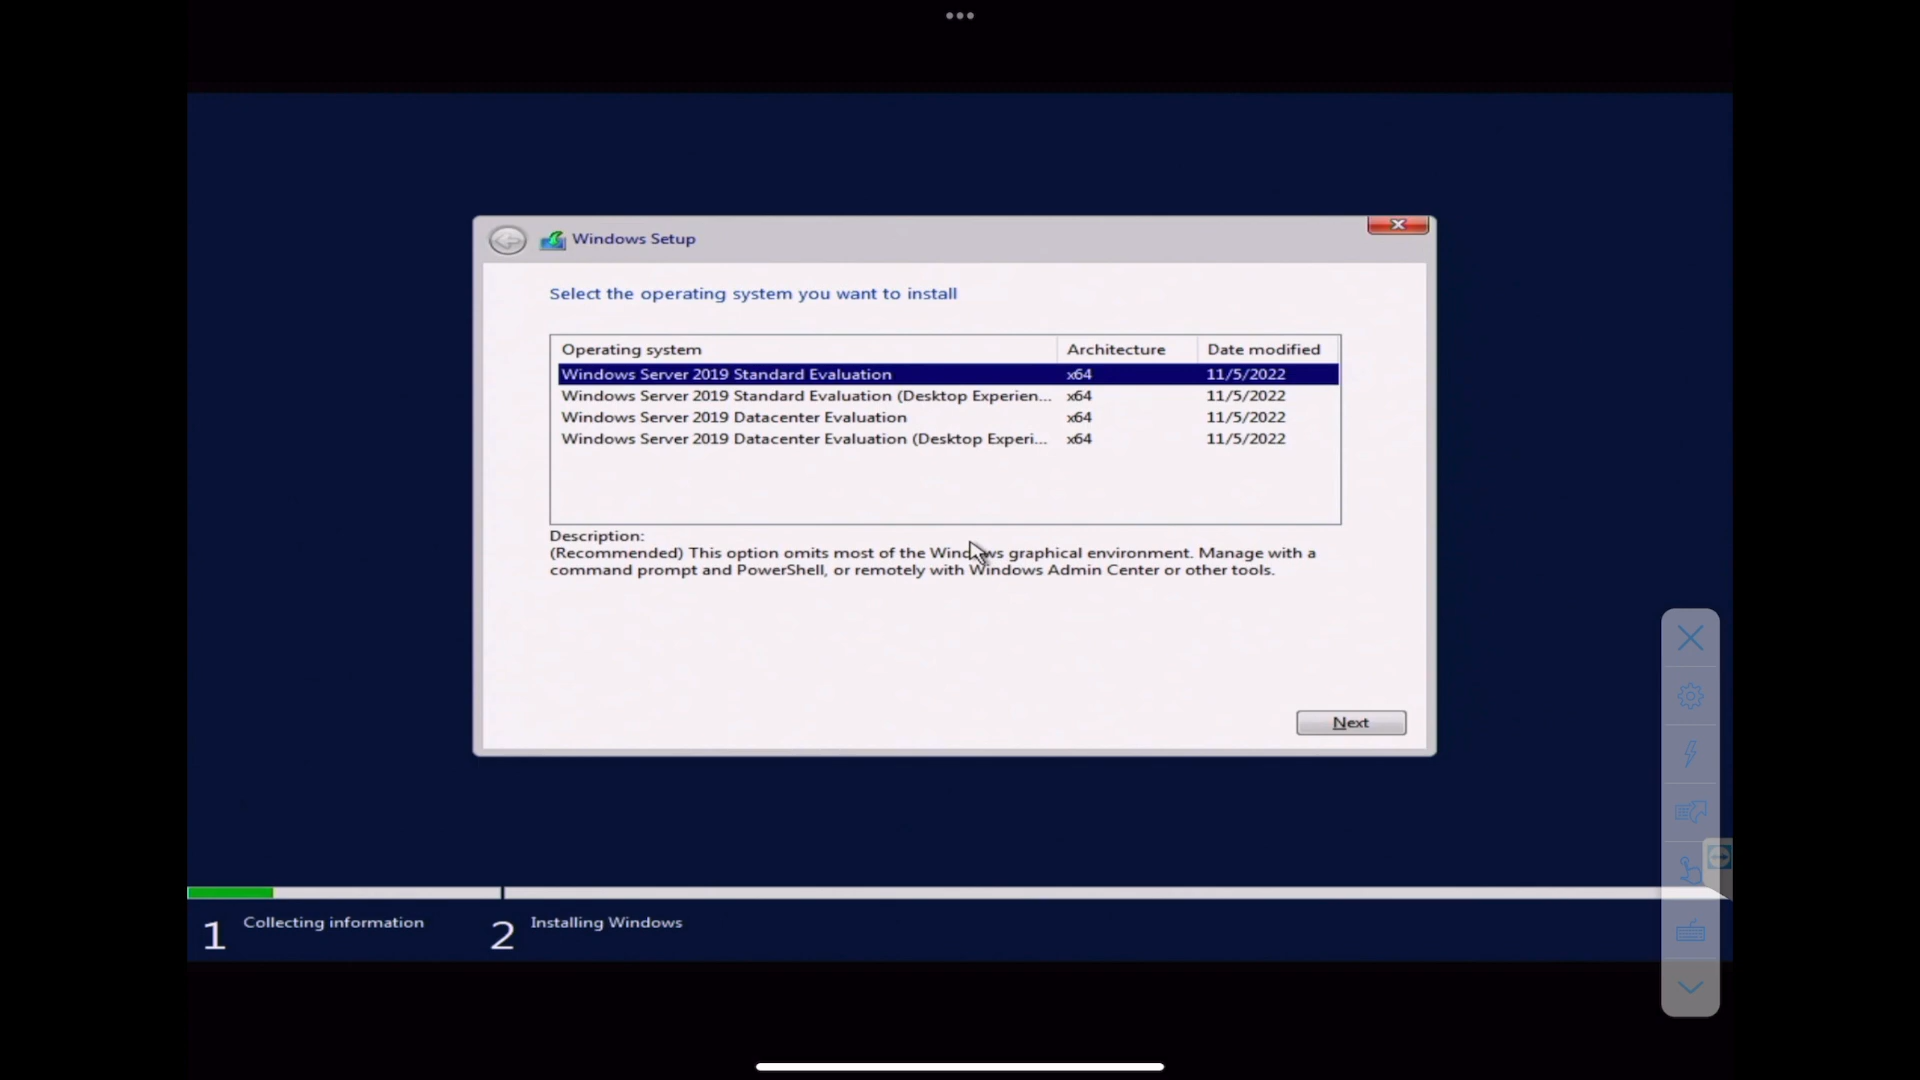 Windows Setup
Select the operating system you want to install
Operating system Architecture Date modified
Windows Server 2019 Standard Evaluation x64 11/5/2022
Windows Server 2019 Standard Evaluation (Desktop Experien... x64 11/5/2022
Windows Server 2019 Datacenter Evaluation x64 11/5/2022
Windows Server 2019 Datacenter Evaluation (Desktop Experi... x64 11/5/2022
Description:
(Recommended) This option omits most of the Windows graphical environment. Manage with a
command prompt and PowerShell, or remotely with Windows Admin Center or other tools.
Next
1 Collecting information 2 Installing Windows